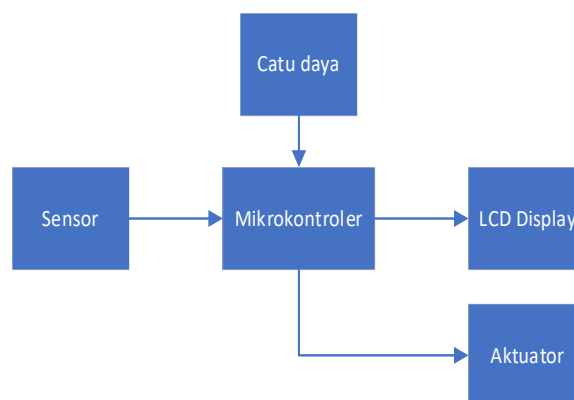 Catu daya
Sensor
Mikrokontroler
LCD Display
Aktuator